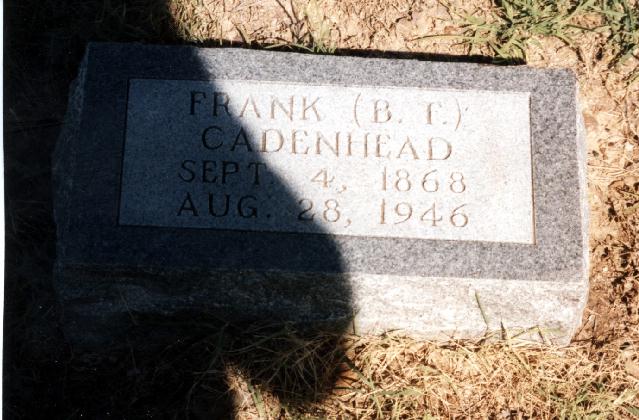 FRANK (B. T.)
CADENHEAD
SEPT. 4, 1868
AUG. 28, 1946